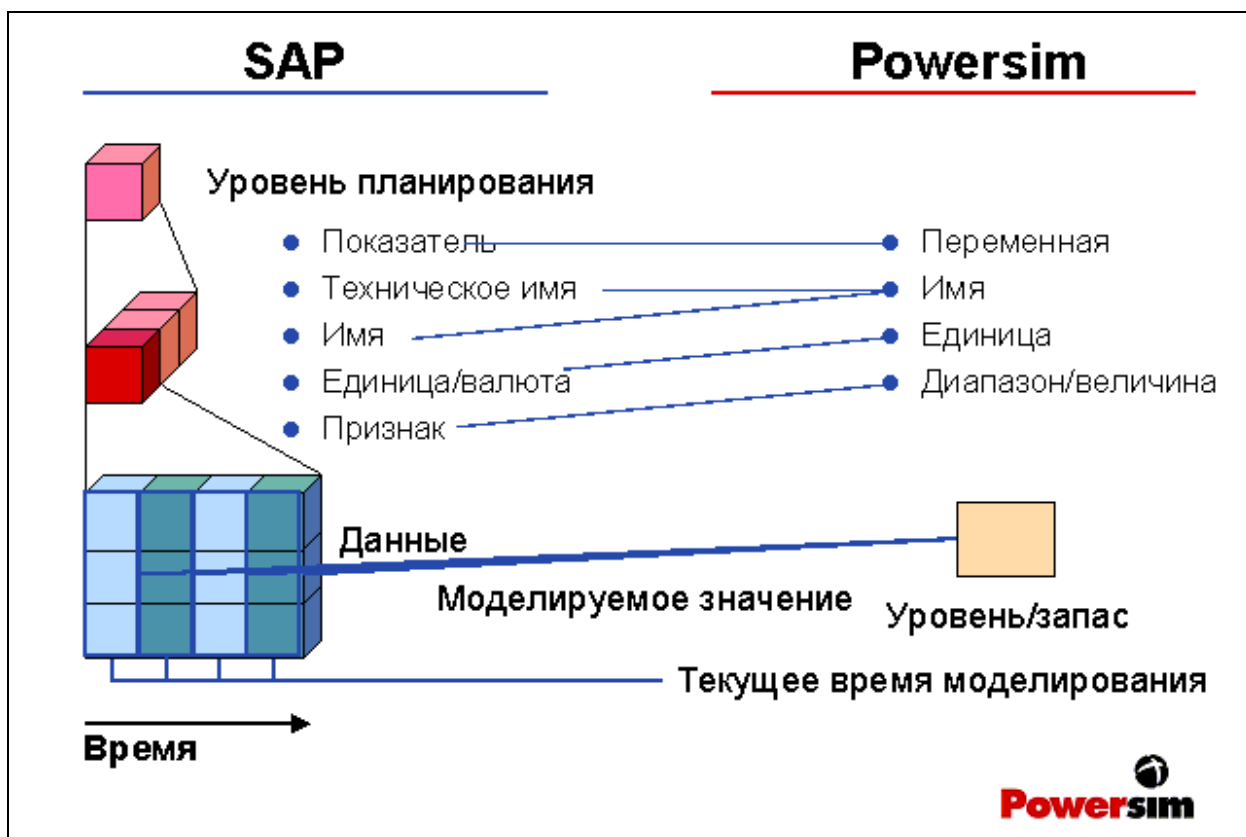 SAP
Powersim
Уровень планирования
Показатель
Переменная
Техническое имя
Имя
Имя
Единица
Единица/валюта
Диапазон/величина
Признак
Данные
Моделируемое значение
Уровень/запас
Текущее время моделирования
Время
Powersim